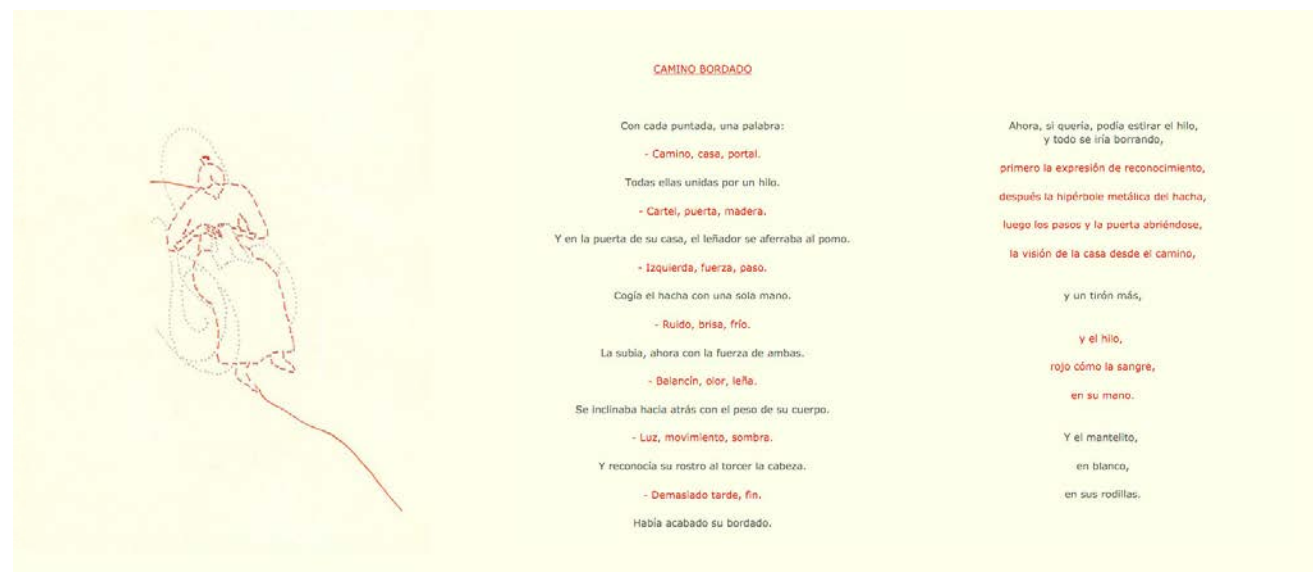 CAMINO BORDADO
Con cada puntada, una palabra:
- Camino, casa, portal.
Todas ellas unidas por un hilo.
- Cartel, puerta, madera.
Y en la puerta de su casa, el leñador se aferraba al pomo.
- Izquierda, fuerza, paso.
Cogía el hacha con una sola mano.
- Ruido, brisa, frío.
La subía, ahora con la fuerza de ambas.
- Balancín, olor, leña.
Se inclinaba hacia atrás con el peso de su cuerpo.
- Luz, movimiento, sombra.
Y reconocía su rostro al torcer la cabeza.
- Demasiado tarde, fin.
Había acabado su bordado.
Ahora, si quería, podía estirar el hilo,
y todo se iría borrando,
primero la expresión de reconocimiento,
después la hipérbole metálica del hacha,
luego los pasos y la puerta abriéndose,
la visión de la casa desde el camino,
y un tirón más,
y el hilo,
rojo cómo la sangre,
en su mano.
Y el mantelito,
en blanco,
en sus rodillas.